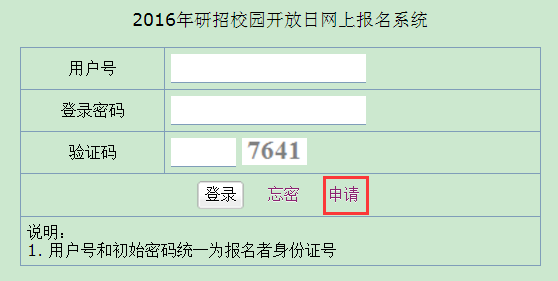 2016年研招校园开放日网上报名系统
用户号
登录密码
验证码 7641
登录 忘密 申请
说明:
1. 用户号和初始密码统一为报名者身份证号